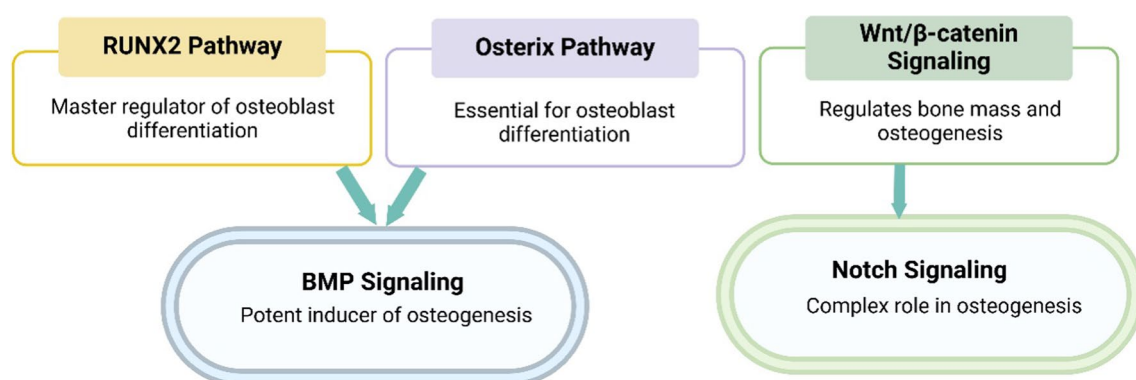 RUNX2 Pathway
Master regulator of osteoblast
differentiation
Osterix Pathway
Essential for osteoblast
differentiation
Wnt/β-catenin
Signaling
Regulates bone mass and
osteogenesis
BMP Signaling
Potent inducer of osteogenesis
Notch Signaling
Complex role in osteogenesis